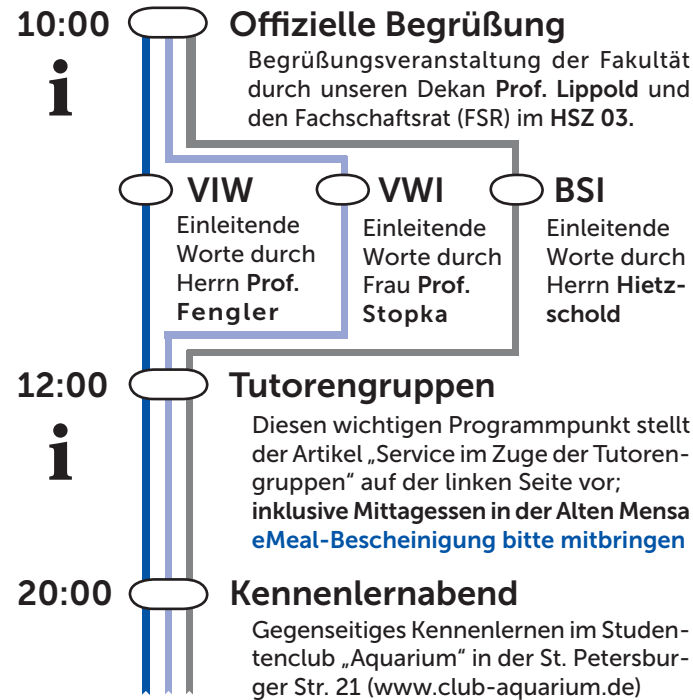 10:00 Offizielle Begrüßung
i
Begrüßungsveranstaltung der Fakultät
durch unseren Dekan Prof. Lippold und
den Fachschaftsrat (FSR) im HSZ 03.
VIW
Einleitende
Worte durch
Herrn Prof.
Fengler
VWI
Einleitende
Worte durch
Frau Prof.
Stopka
BSI
Einleitende
Worte durch
Herrn Hietz-
schold
12:00 Tutorengruppen
i
Diesen wichtigen Programmpunkt stellt
der Artikel „Service im Zuge der Tutoren-
gruppen“ auf der linken Seite vor;
inklusive Mittagessen in der Alten Mensa
eMeal-Bescheinigung bitte mitbringen
20:00 Kennenlernabend
Gegenseitiges Kennenlernen im Studen-
tenclub „Aquarium“ in der St. Petersbur-
ger Str. 21 (www.club-aquarium.de)